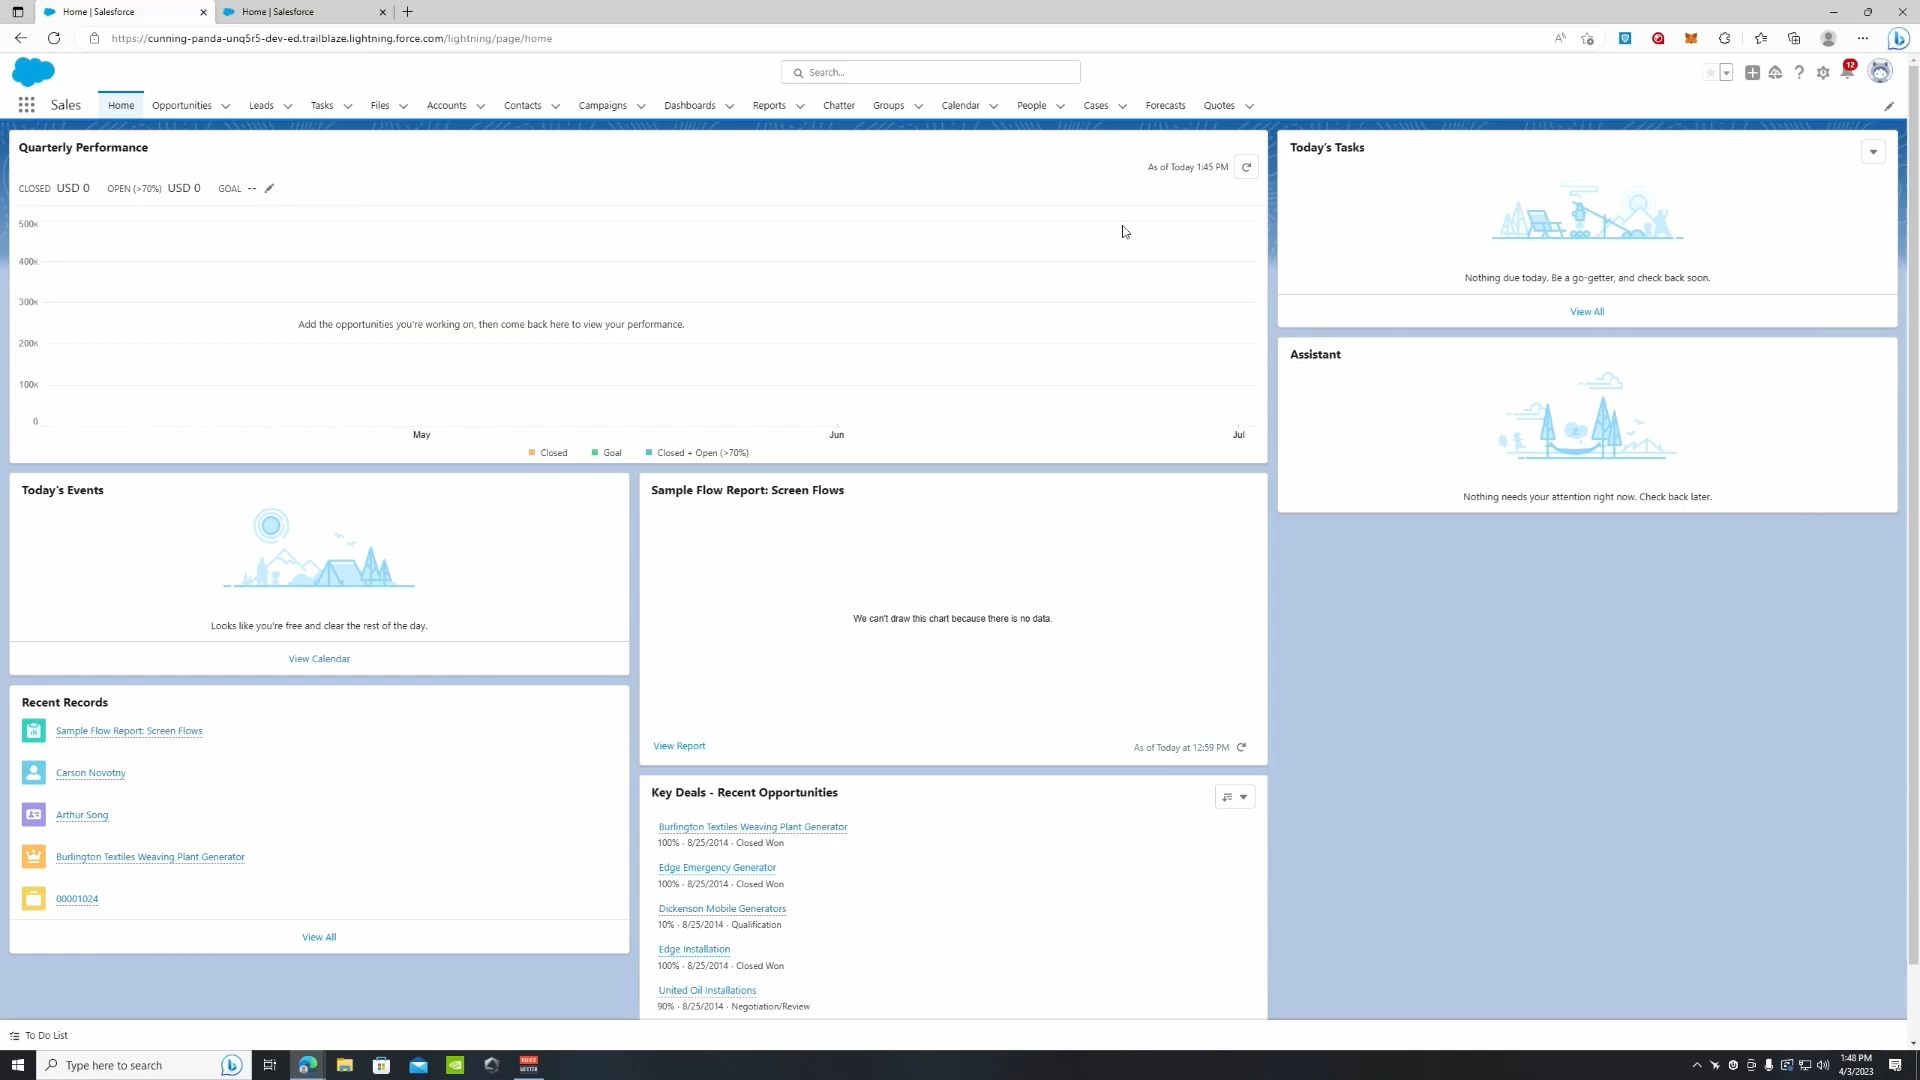 Home | Salesforce
Home | Salesforce
https://cunning-panda-unq5r5-dev-ed.trailblaze.lightning.force.com/lightning/page/home
Search...
12
Sales
Home
Opportunities
Leads
Tasks
Files
Accounts
Contacts
Campaigns
Dashboards
Reports
Chatter
Groups
Calendar
People
Cases
Forecasts
Quotes
Quarterly Performance
As of Today 1:45 PM
CLOSED USD 0 OPEN (>70%) USD 0 GOAL --
500K
400K
300K
200K
100K
0
Add the opportunities you're working on, then come back here to view your performance.
May
Jun
Jul
Closed
Goal
Closed + Open (>70%)
Today's Tasks
Nothing due today. Be a go-getter, and check back soon.
View All
Assistant
Nothing needs your attention right now. Check back later.
Today's Events
Looks like you're free and clear the rest of the day.
View Calendar
Recent Records
Sample Flow Report: Screen Flows
Carson Novotny
Arthur Song
Burlington Textiles Weaving Plant Generator
00001024
View All
Sample Flow Report: Screen Flows
We can't draw this chart because there is no data.
View Report
As of Today at 12:59 PM
Key Deals - Recent Opportunities
Burlington Textiles Weaving Plant Generator
100% · 8/25/2014 · Closed Won
Edge Emergency Generator
100% · 8/25/2014 · Closed Won
Dickenson Mobile Generators
10% · 8/25/2014 · Qualification
Edge Installation
100% · 8/25/2014 · Closed Won
United Oil Installations
90% · 8/25/2014 · Negotiation/Review
To Do List
Type here to search
1:48 PM
4/3/2023